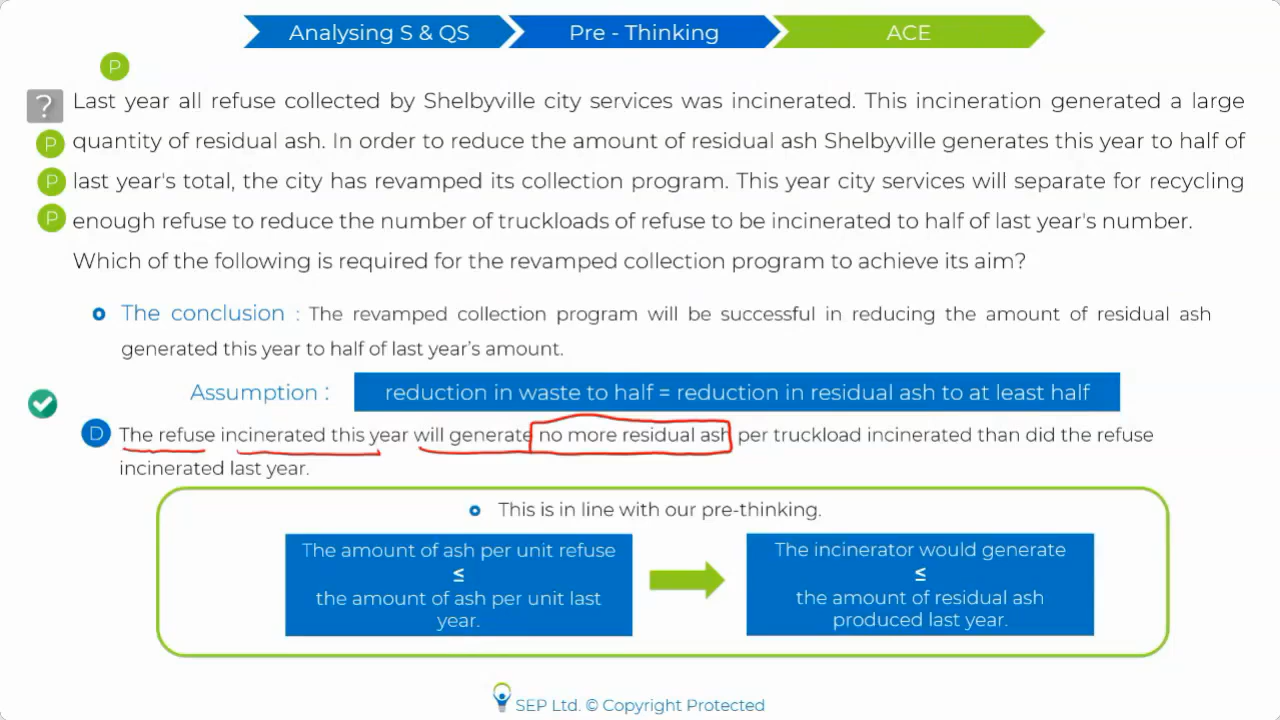 Analysing S & QS
Pre - Thinking
ACE
P
?
Last year all refuse collected by Shelbyville city services was incinerated. This incineration generated a large
P
quantity of residual ash. In order to reduce the amount of residual ash Shelbyville generates this year to half of
P
last year's total, the city has revamped its collection program. This year city services will separate for recycling
P
enough refuse to reduce the number of truckloads of refuse to be incinerated to half of last year's number.
Which of the following is required for the revamped collection program to achieve its aim?
The conclusion : The revamped collection program will be successful in reducing the amount of residual ash
generated this year to half of last year’s amount.
Assumption :
reduction in waste to half = reduction in residual ash to at least half
D
The refuse incinerated this year will generate no more residual ash per truckload incinerated than did the refuse
incinerated last year.
This is in line with our pre-thinking.
The amount of ash per unit refuse
≤
the amount of ash per unit last
year.
The incinerator would generate
≤
the amount of residual ash
produced last year.
SEP Ltd. © Copyright Protected